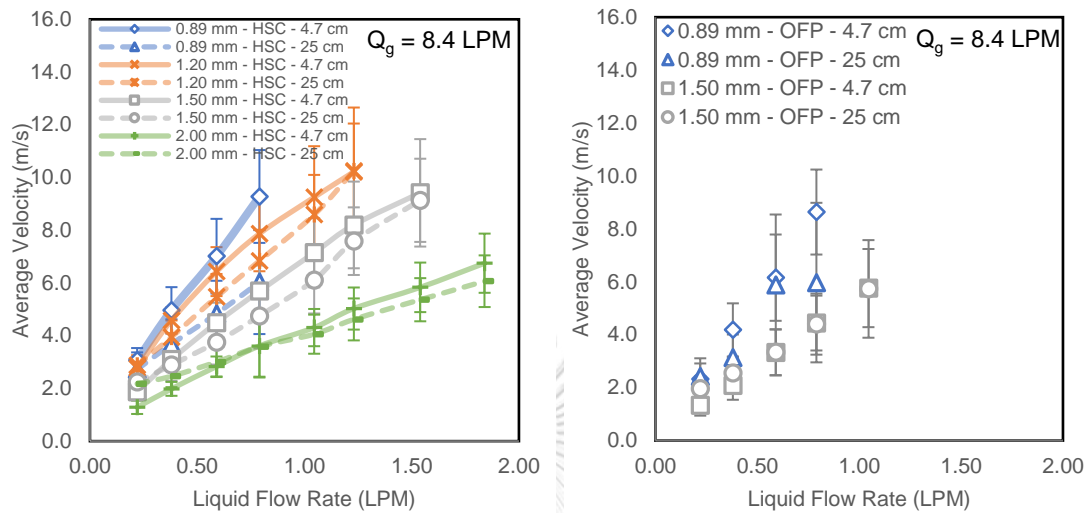 16.0
14.0
12.0
10.0
8.0
6.0
4.0
2.0
0.0
Average Velocity (m/s)
0.89 mm - HSC - 4.7 cm
0.89 mm - HSC - 25 cm
1.20 mm - HSC - 4.7 cm
1.20 mm - HSC - 25 cm
1.50 mm - HSC - 4.7 cm
1.50 mm - HSC - 25 cm
2.00 mm - HSC - 4.7 cm
2.00 mm - HSC - 25 cm
Qg = 8.4 LPM
0.00 0.50 1.00 1.50 2.00
Liquid Flow Rate (LPM)
16.0
14.0
12.0
10.0
8.0
6.0
4.0
2.0
0.0
Average Velocity (m/s)
0.89 mm - OFP - 4.7 cm
0.89 mm - OFP - 25 cm
1.50 mm - OFP - 4.7 cm
1.50 mm - OFP - 25 cm
Qg = 8.4 LPM
0.00 0.50 1.00 1.50 2.00
Liquid Flow Rate (LPM)